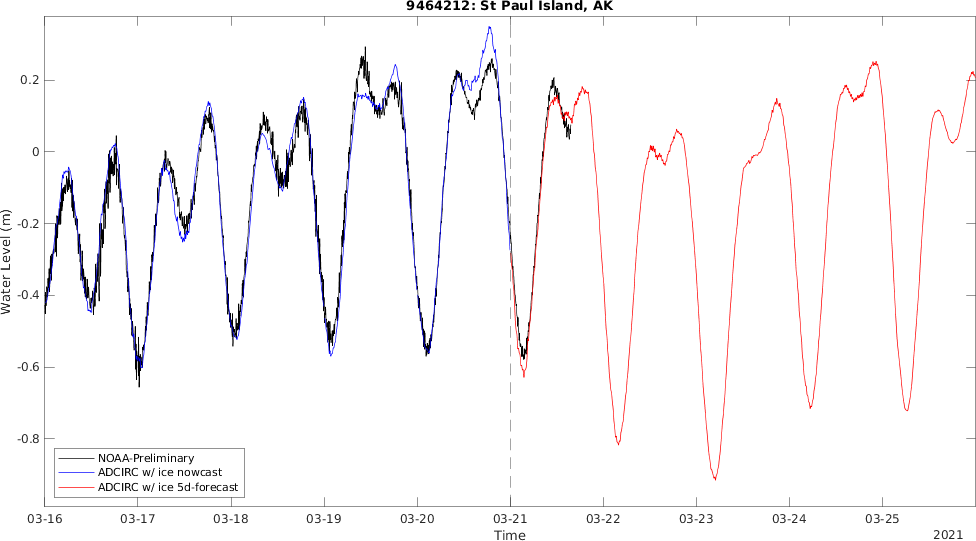 9464212: St Paul Island, AK
Water Level (m)
0.2
0
-0.2
-0.4
-0.6
-0.8
NOAA-Preliminary
ADCIRC w/ ice nowcast
ADCIRC w/ ice 5d-forecast
03-16 03-17 03-18 03-19 03-20 03-21 03-22 03-23 03-24 03-25
Time
2021